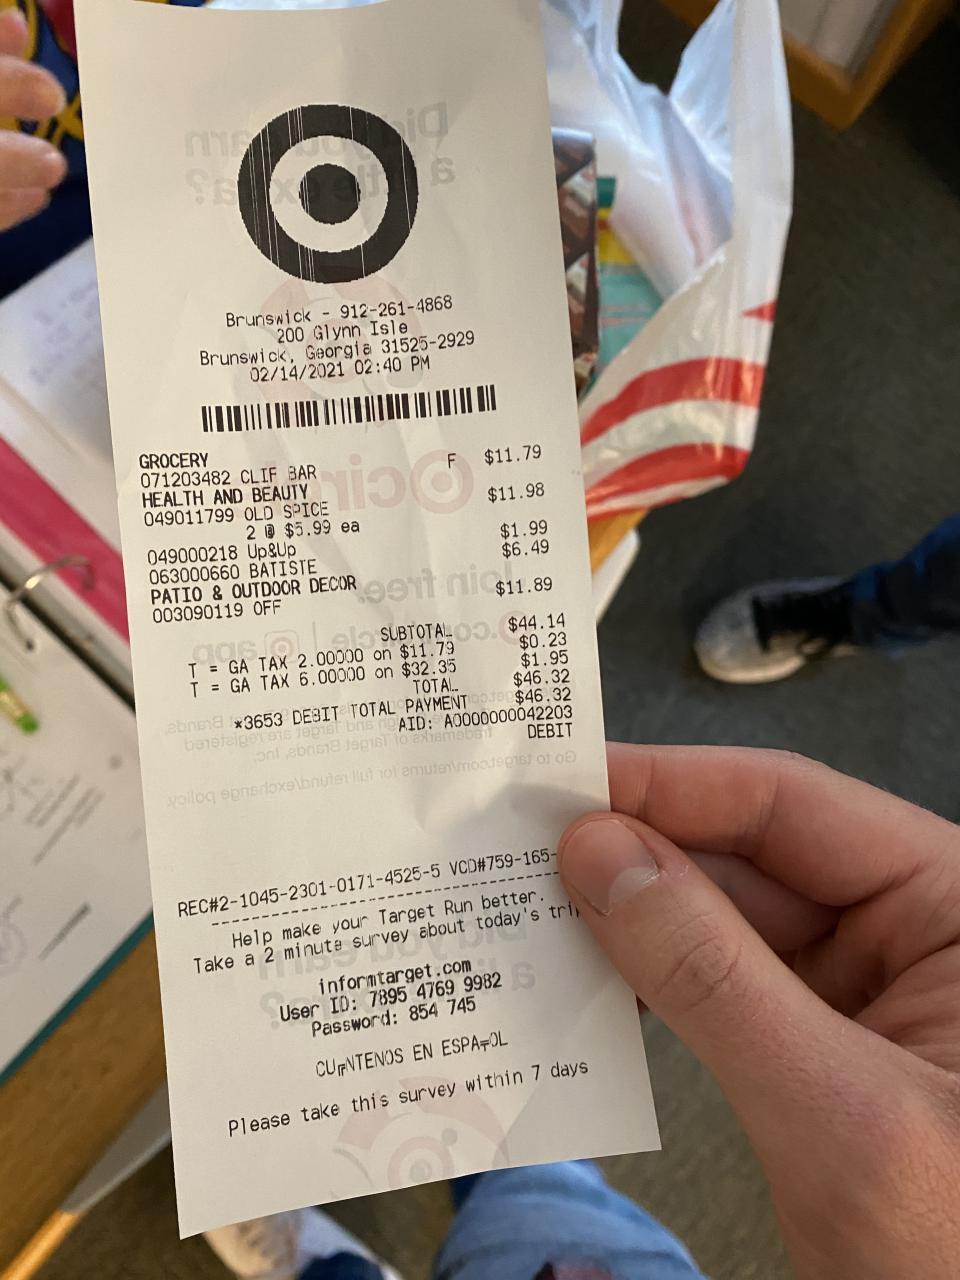 Brunswick - 912-261-4868
200 Glynn Isle
Brunswick, Georgia 31525-2929
02/14/2021 02:40 PM
GROCERY
071203482 CLIF BAR F $11.79
HEALTH AND BEAUTY
049011799 OLD SPICE $11.98
2 @ $5.99 ea
049000218 Up&Up $1.99
063000660 BATISTE $6.49
PATIO & OUTDOOR DECOR
003090119 OFF $11.89
SUBTOTAL $44.14
T = GA TAX 2.00000 on $11.79 $0.23
T = GA TAX 6.00000 on $32.35 $1.95
TOTAL $46.32
*3653 DEBIT TOTAL PAYMENT $46.32
AID: A0000000042203
DEBIT
REC#2-1045-2301-0171-4525-5 VCD#759-165-
Help make your Target Run better.
Take a 2 minute survey about today's tri
informtarget.com
User ID: 7895 4769 9982
Password: 854 745
CUéNTENOS EN ESPAñOL
Please take this survey within 7 days